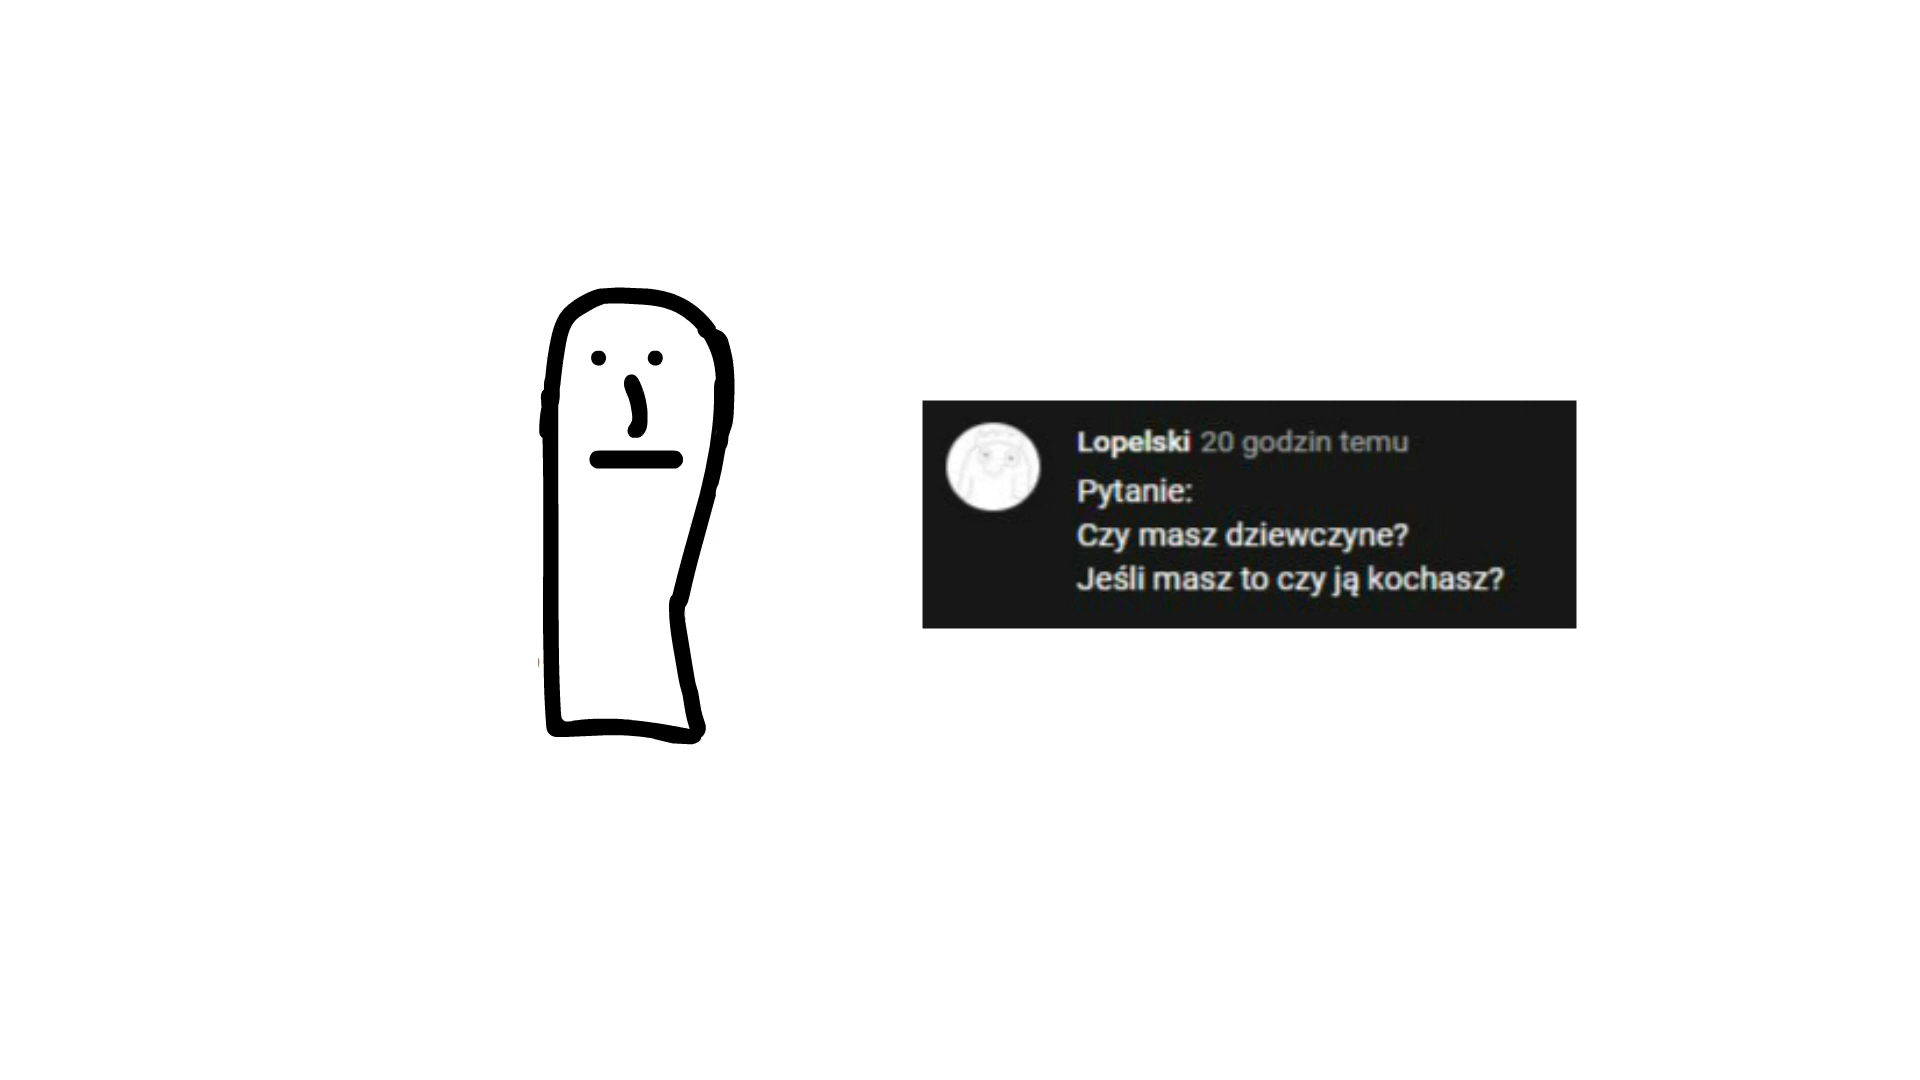 Lopelski 20 godzin temu
Pytanie:
Czy masz dziewczyne?
Jeśli masz to czy ją kochasz?